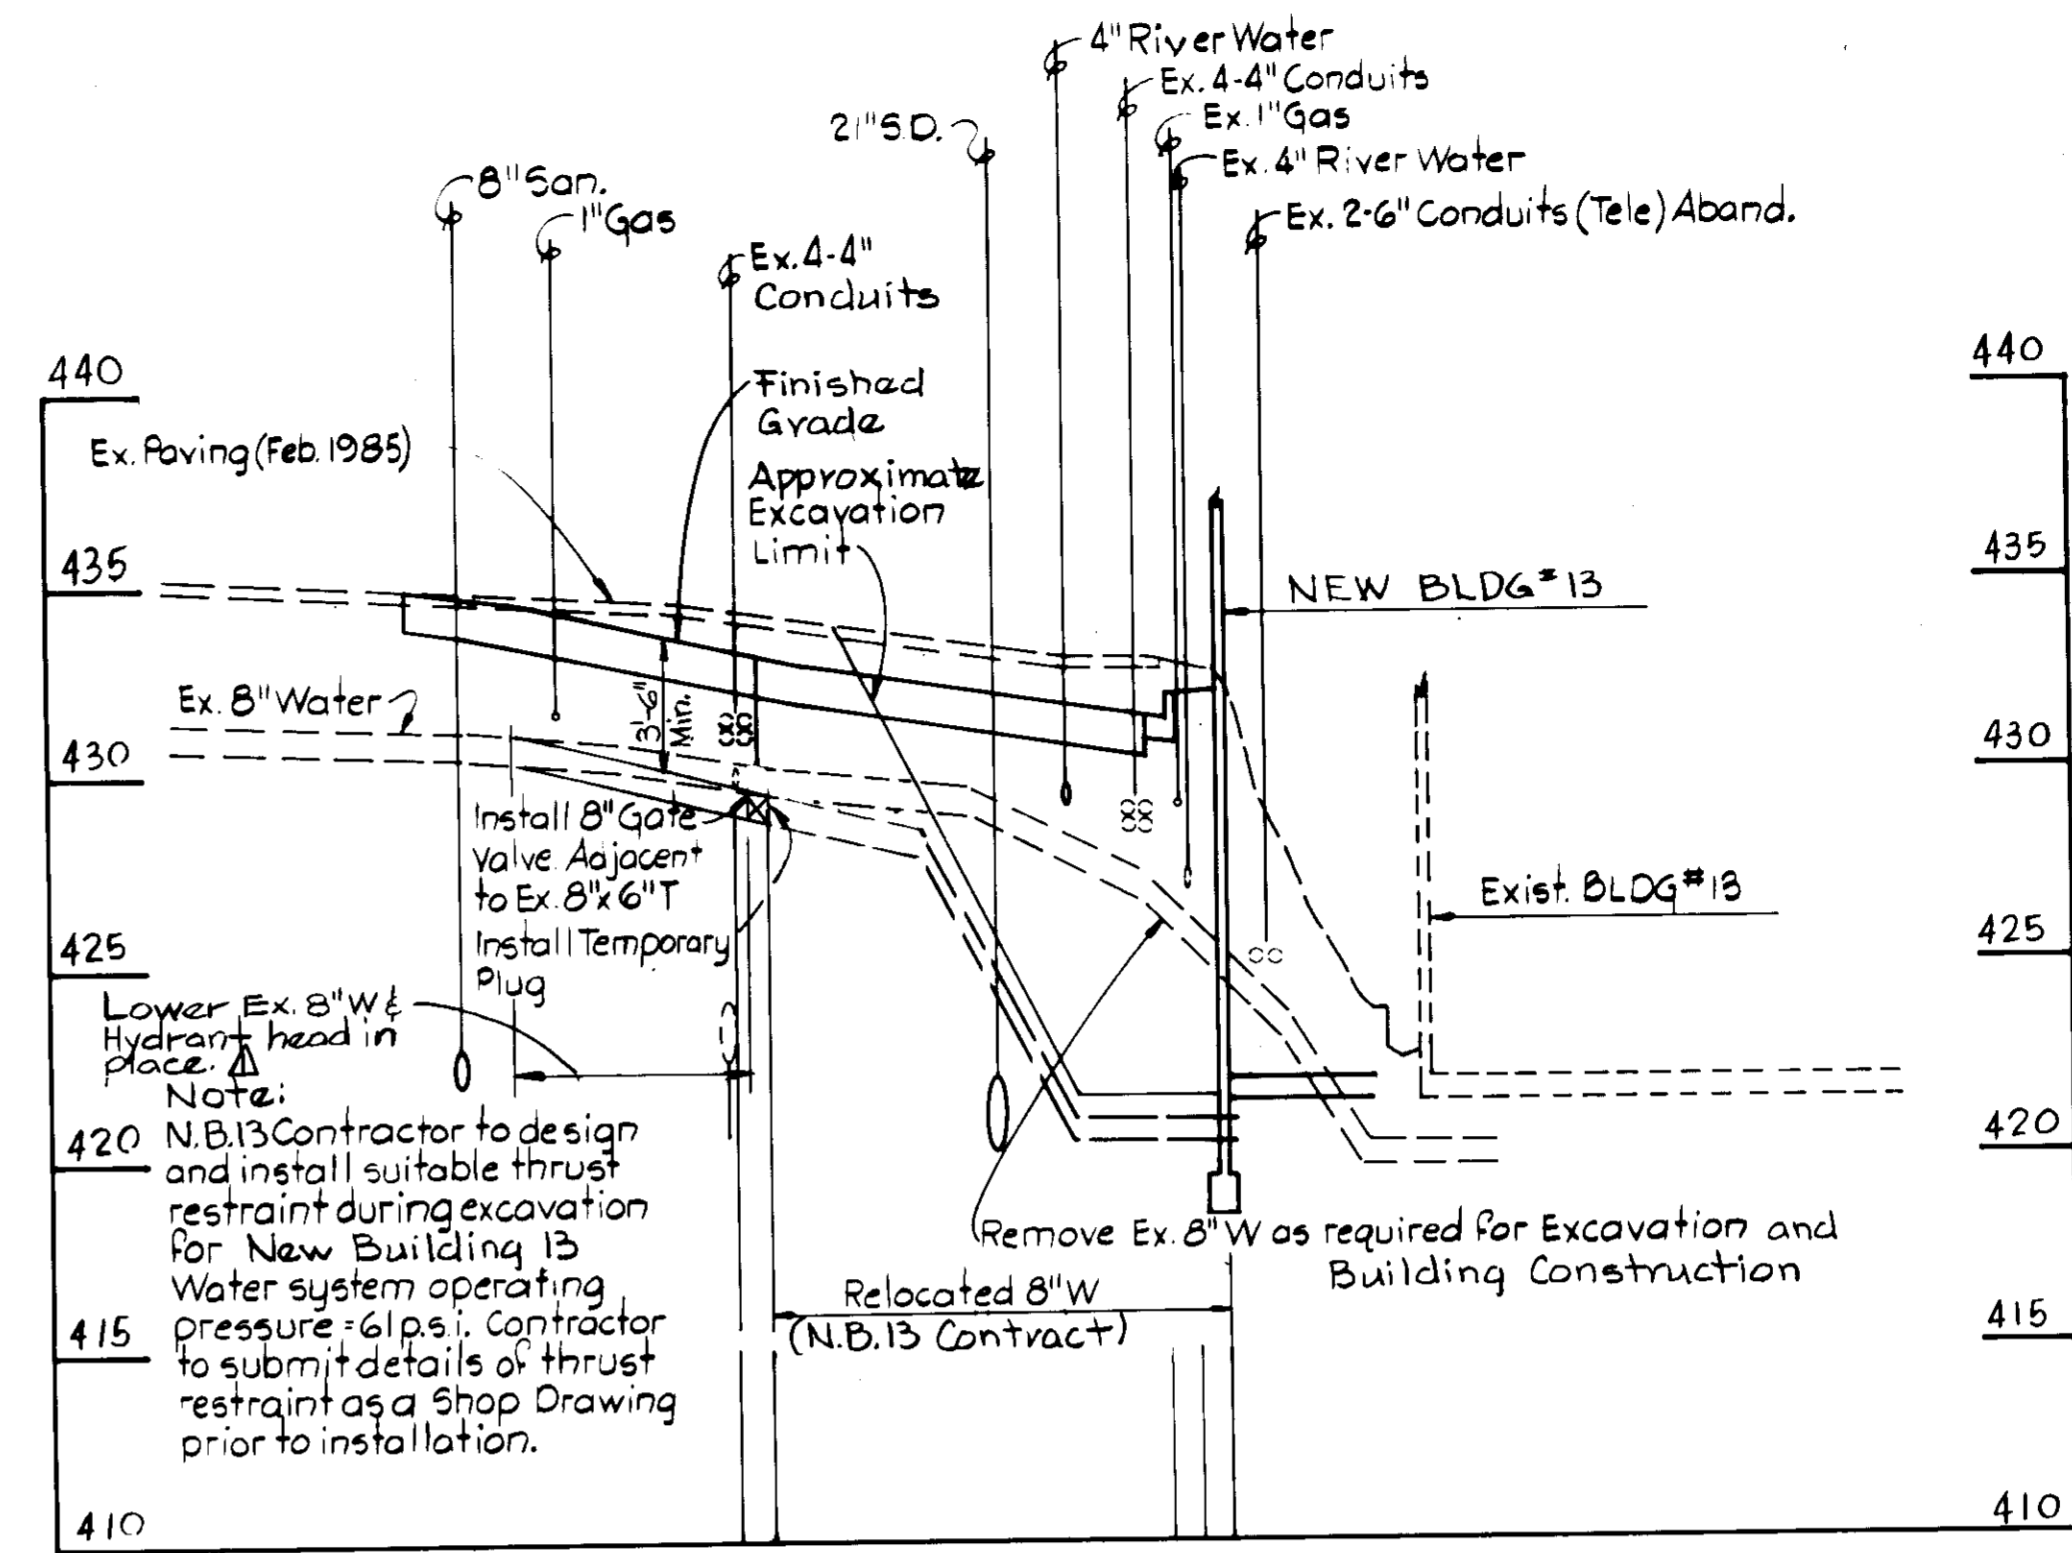 4" River Water
Ex. 4-4" Conduits
21" S.D.
Ex. 1" Gas
Ex. 4" River Water
8" San.
1" Gas
Ex. 2-6" Conduits (Tele) Aband.
Ex. 4-4"
Conduits
440
440
Finished
Grade
Ex. Paving (Feb. 1985)
Approximate
Excavation
Limit
435
435
NEW BLDG #13
Ex. 8" Water
3'-6"
Min.
430
430
Install 8" Gate
Valve Adjacent
to Ex. 8"x6"T
Exist. BLDG #13
Install Temporary
Plug
425
425
Lower Ex. 8"W &
Hydrant head in
place. 1
Note:
N.B.13 Contractor to design
and install suitable thrust
restraint during excavation
for New Building 13
Water system operating
pressure = 61 p.s.i. Contractor
to submit details of thrust
restraint as a Shop Drawing
prior to installation.
420
420
Remove Ex. 8"W as required for Excavation and
Building Construction
Relocated 8"W
(N.B.13 Contract)
415
415
410
410